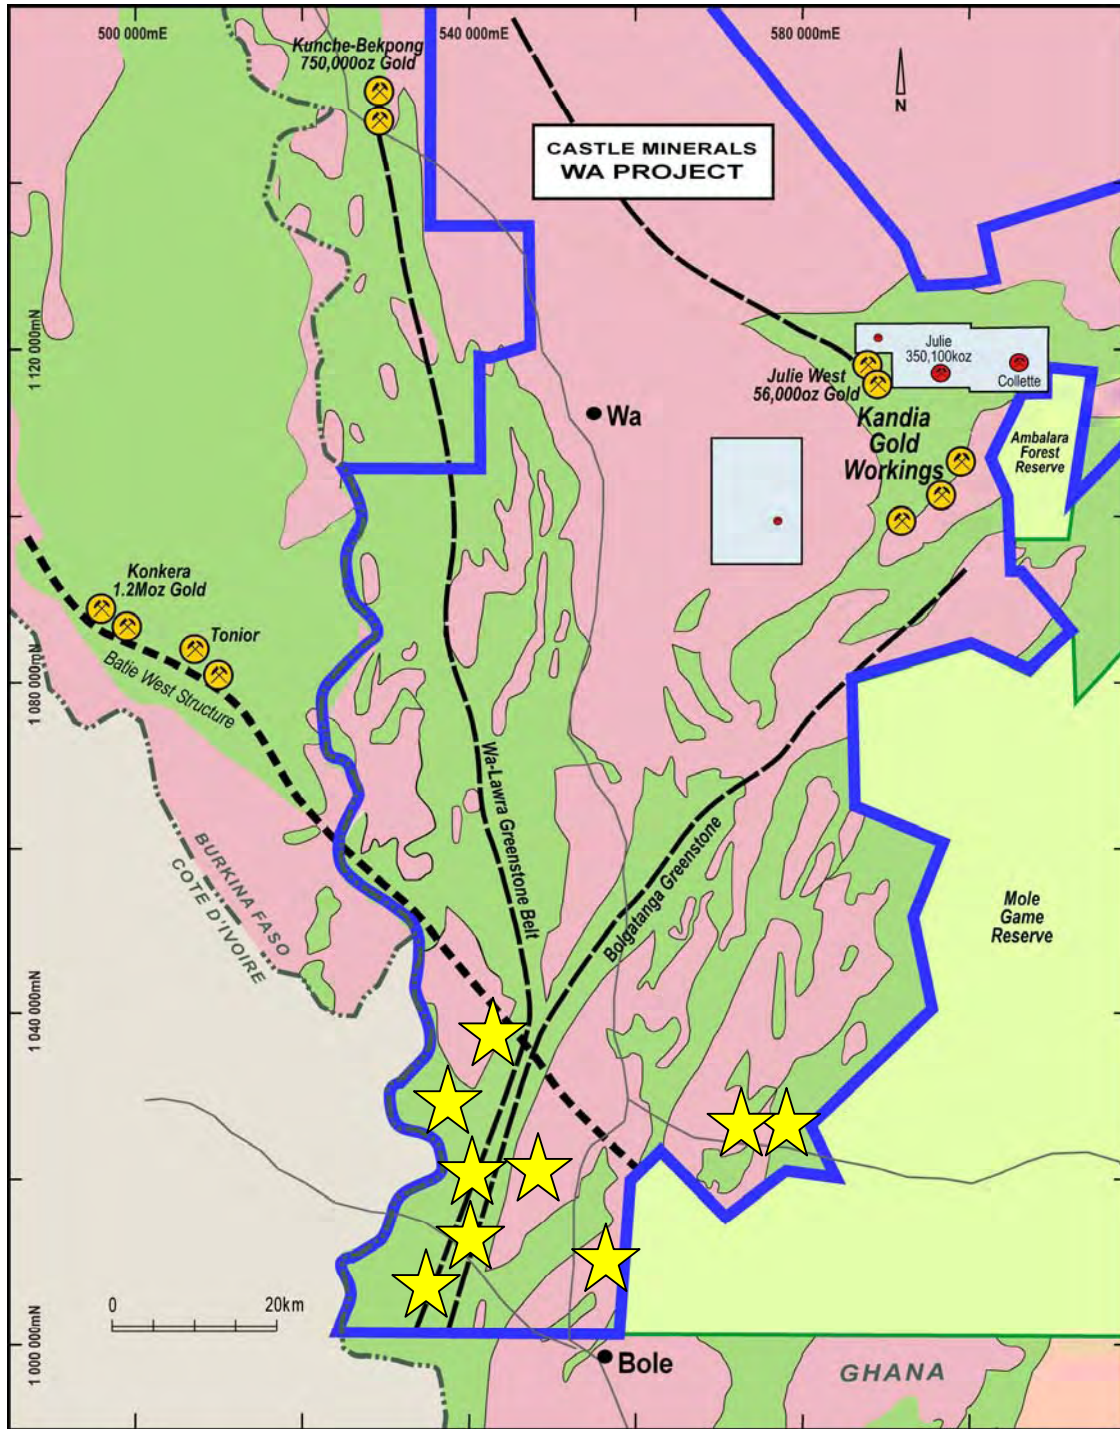 500 000mE
540 000mE
580 000mE
Kunche-Bekpong
750,000oz Gold
N
CASTLE MINERALS
WA PROJECT
1 120 000mN
Julie
350,100koz
Collette
Julie West
56,000oz Gold
Wa
Kandia
Gold
Workings
Ambalara
Forest
Reserve
Konkera
1.2Moz Gold
Tonior
Batie West Structure
1 080 000mN
Wa-Lawra Greenstone Belt
Bolgatanga Greenstone
BURKINA FASO
COTE D'IVOIRE
Mole
Game
Reserve
1 040 000mN
0
20km
1 000 000mN
Bole
GHANA